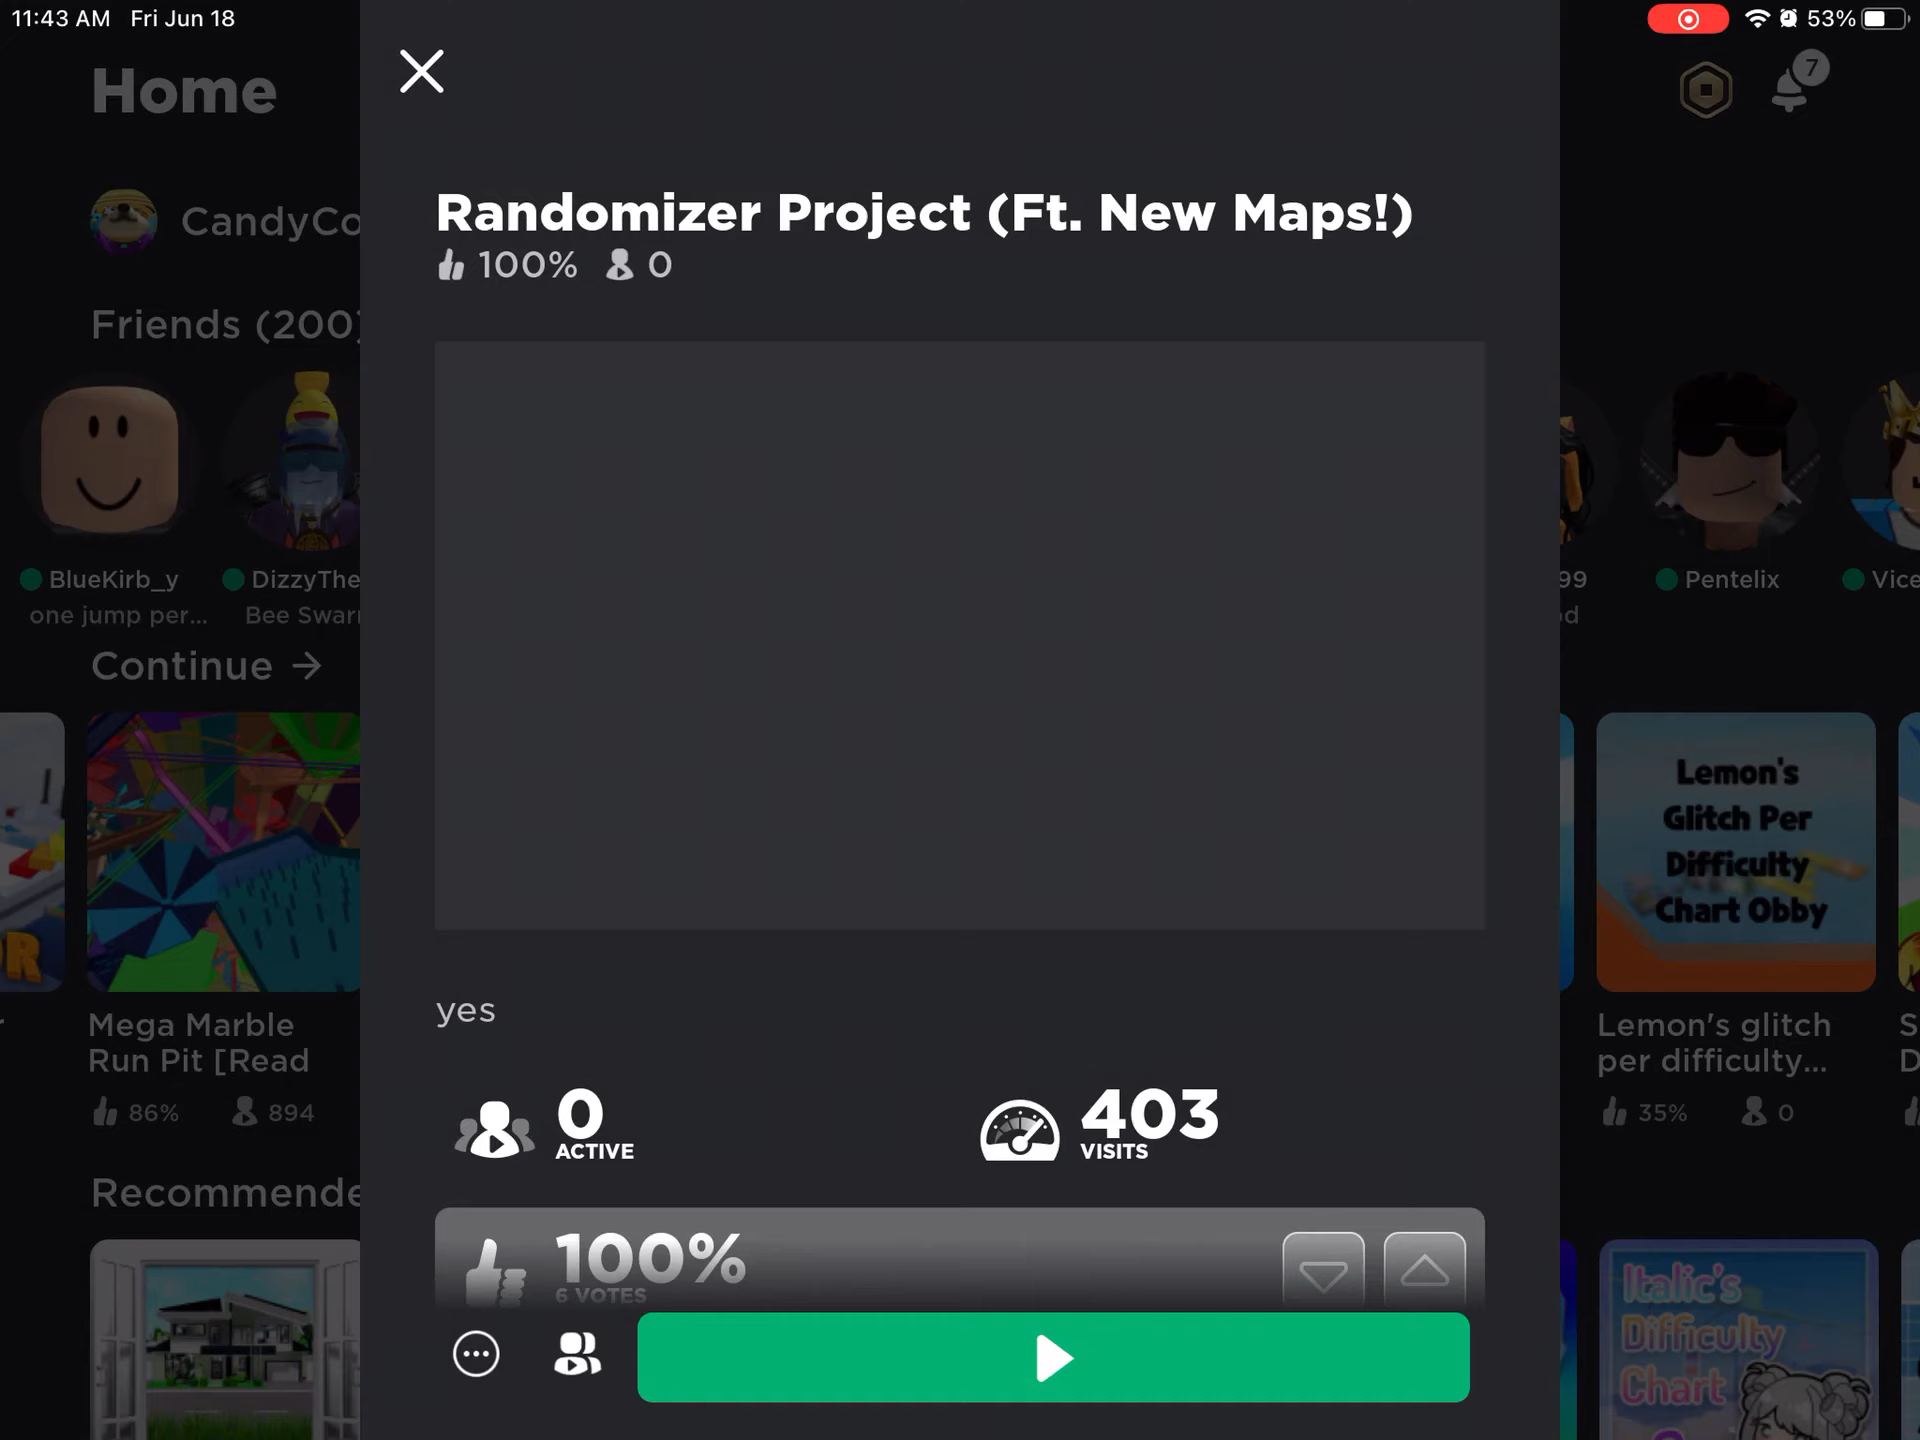 11:43 AM Fri Jun 18
53%
Home
7
CandyCo
Friends (200)
Randomizer Project (Ft. New Maps!)
100% 0
BlueKirb_y
one jump per...
DizzyThe
Bee Swar
99
Pentelix
Vice
Continue →
OR
Lemon's
Glitch Per
Difficulty
Chart Obby
Mega Marble
Run Pit [Read
86% 894
Lemon's glitch
per difficulty...
35% 0
yes
0
ACTIVE
403
VISITS
Recommende
100%
6 VOTES
Italic's
Difficulty
Chart